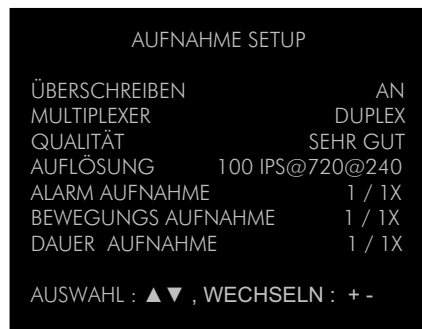 AUFNAHME SETUP
ÜBERSCHREIBEN AN
MULTIPLEXER DUPLEX
QUALITÄT SEHR GUT
AUFLÖSUNG 100 IPS@720@240
ALARM AUFNAHME 1 / 1X
BEWEGUNGS AUFNAHME 1 / 1X
DAUER AUFNAHME 1 / 1X
AUSWAHL : ▲▼ , WECHSELN : + -